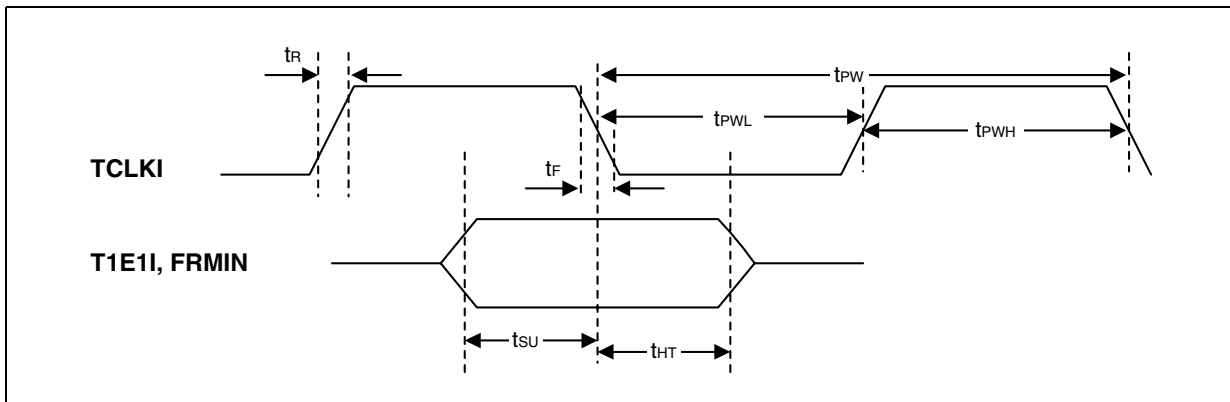 tR
tPW
tPWL
tPWH
TCLKI
tF
T1E1I, FRMIN
tSU
tHT